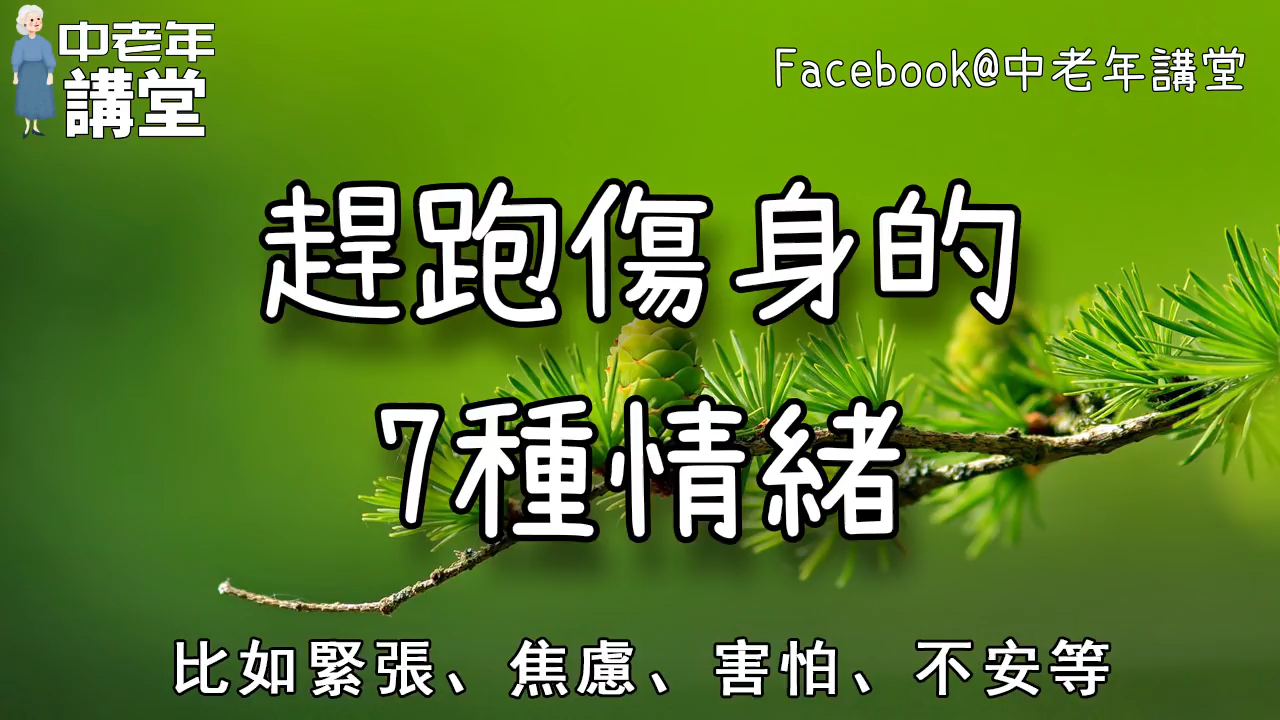 中老年
講堂
Facebook@中老年講堂
趕跑傷身的
7種情緒
比如緊張、焦慮、害怕、不安等